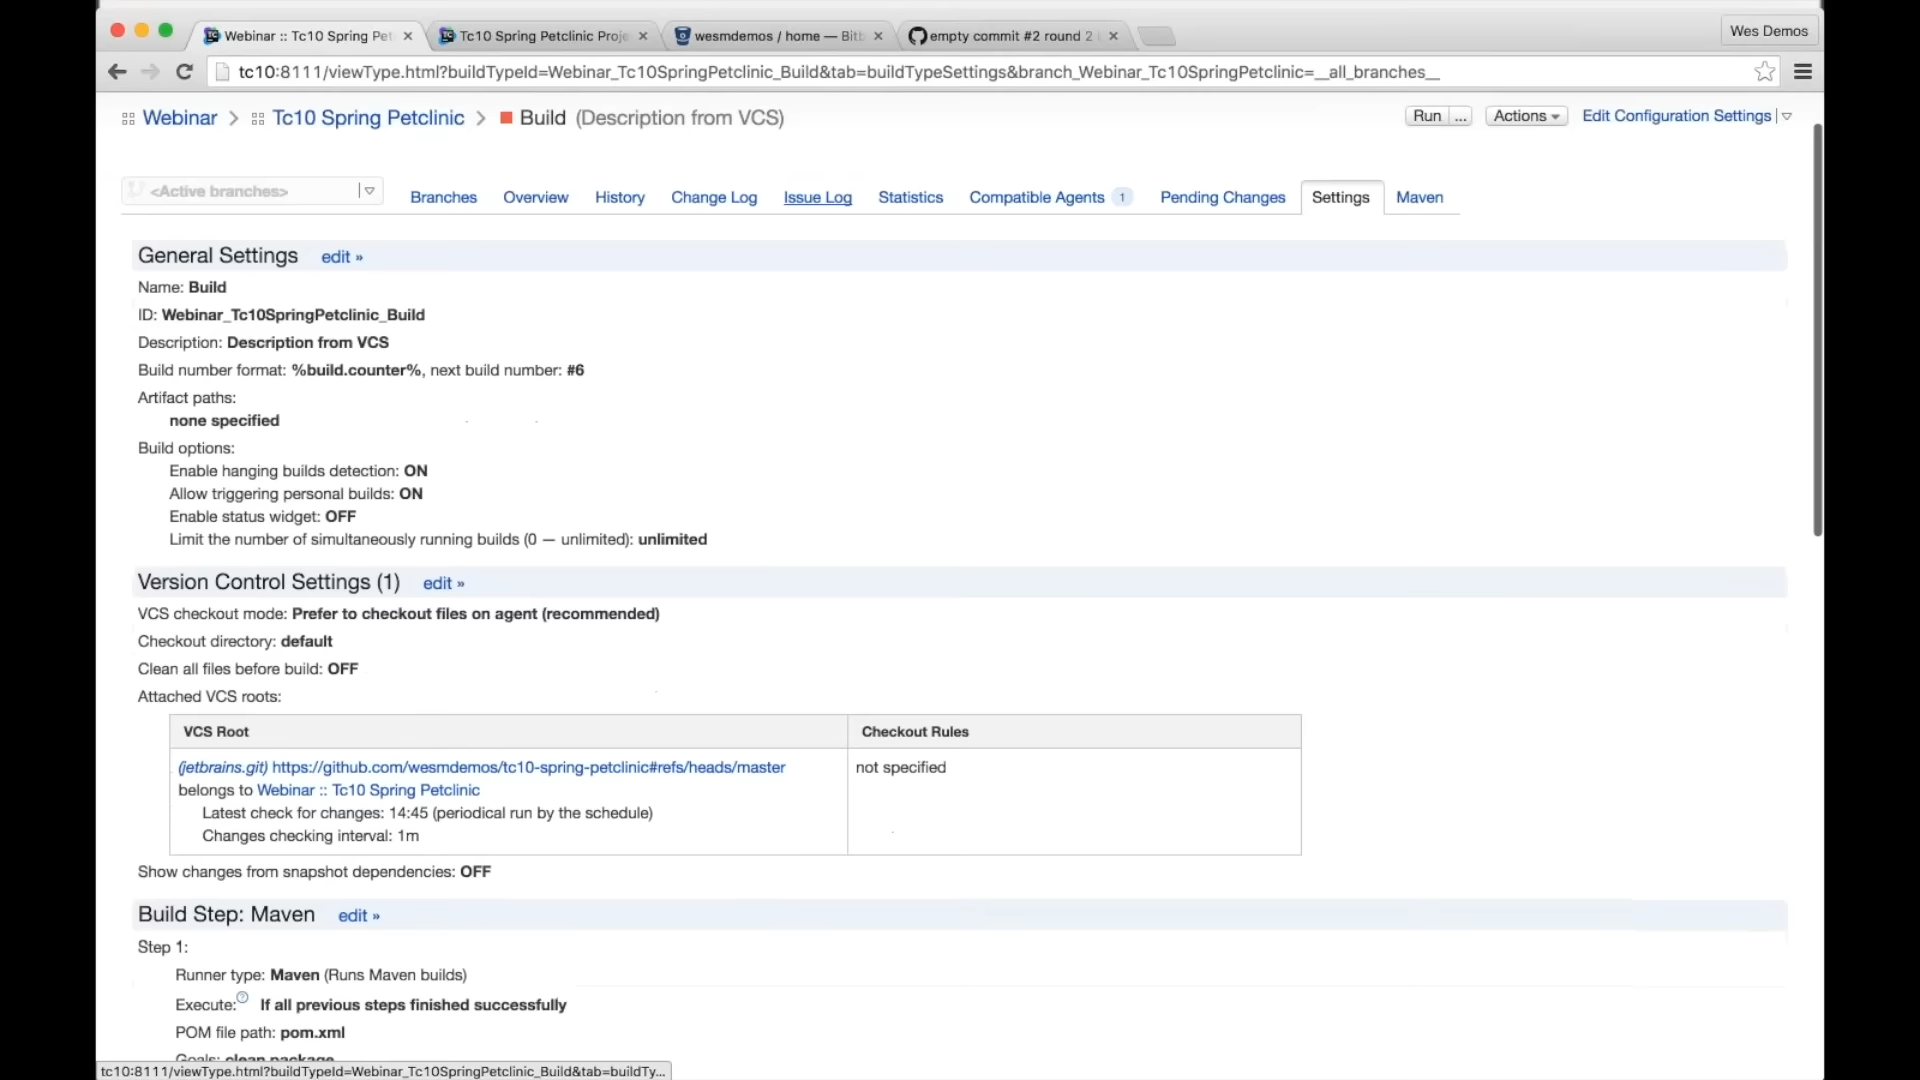 Webinar :: Tc10 Spring Pet
Tc10 Spring Petclinic Proje
wesmdemos / home — Bitb
empty commit #2 round 2
Wes Demos
tc10:8111/viewType.html?buildTypeId=Webinar_Tc10SpringPetclinic_Build&tab=buildTypeSettings&branch_Webinar_Tc10SpringPetclinic=__all_branches__
Webinar > Tc10 Spring Petclinic > Build (Description from VCS)
Run ... Actions Edit Configuration Settings
<Active branches>
Branches Overview History Change Log Issue Log Statistics Compatible Agents 1 Pending Changes Settings Maven
General Settings edit »
Name: Build
ID: Webinar_Tc10SpringPetclinic_Build
Description: Description from VCS
Build number format: %build.counter%, next build number: #6
Artifact paths:
none specified
Build options:
Enable hanging builds detection: ON
Allow triggering personal builds: ON
Enable status widget: OFF
Limit the number of simultaneously running builds (0 — unlimited): unlimited
Version Control Settings (1) edit »
VCS checkout mode: Prefer to checkout files on agent (recommended)
Checkout directory: default
Clean all files before build: OFF
Attached VCS roots:
VCS Root Checkout Rules
(jetbrains.git) https://github.com/wesmdemos/tc10-spring-petclinic#refs/heads/master not specified
belongs to Webinar :: Tc10 Spring Petclinic
Latest check for changes: 14:45 (periodical run by the schedule)
Changes checking interval: 1m
Show changes from snapshot dependencies: OFF
Build Step: Maven edit »
Step 1:
Runner type: Maven (Runs Maven builds)
Execute: If all previous steps finished successfully
POM file path: pom.xml
Goals: clean package
tc10:8111/viewType.html?buildTypeId=Webinar_Tc10SpringPetclinic_Build&tab=buildTy...